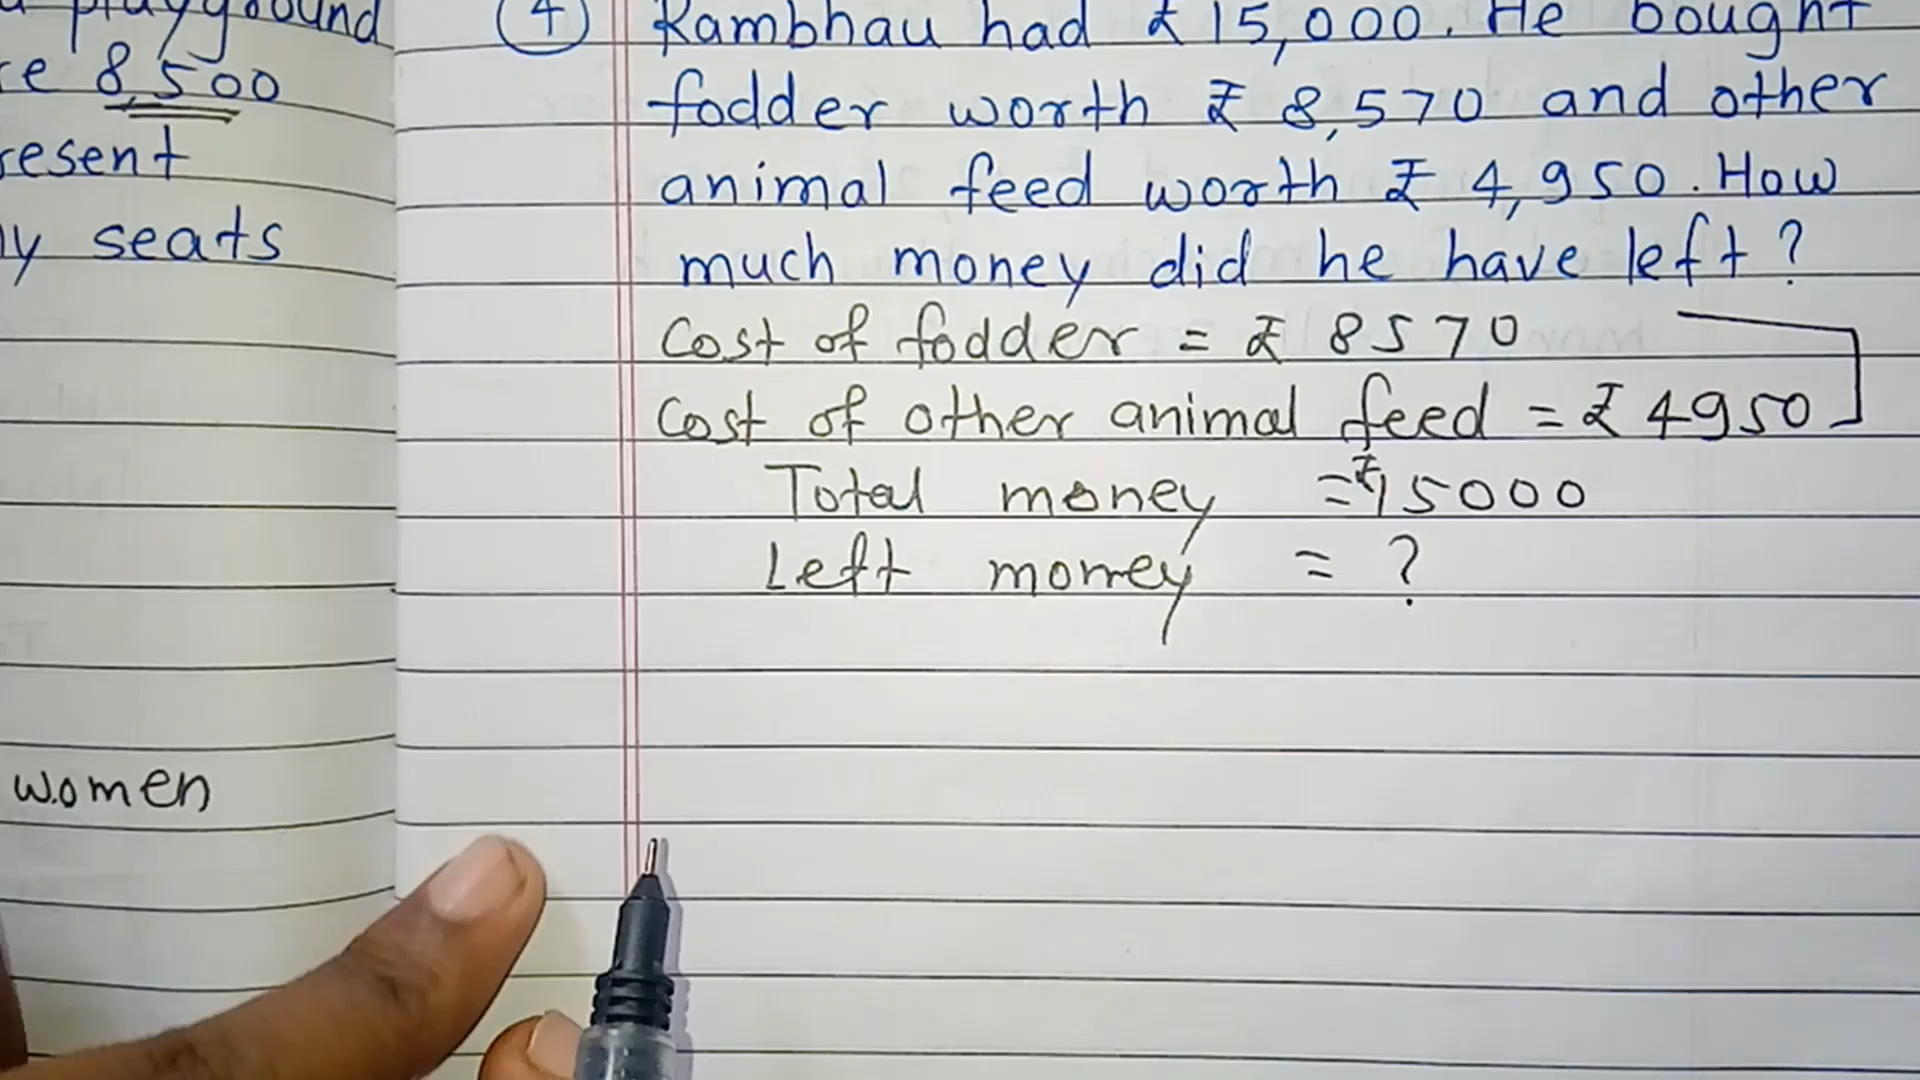 playground
8,500
seats
women
4 Rambhau had ₹ 15,000. He bought
fodder worth ₹ 8,570 and other
animal feed worth ₹ 4,950. How
much money did he have left ?
Cost of fodder = ₹ 8570
Cost of other animal feed = ₹ 4950
Total money = ₹ 15000
Left money = ?